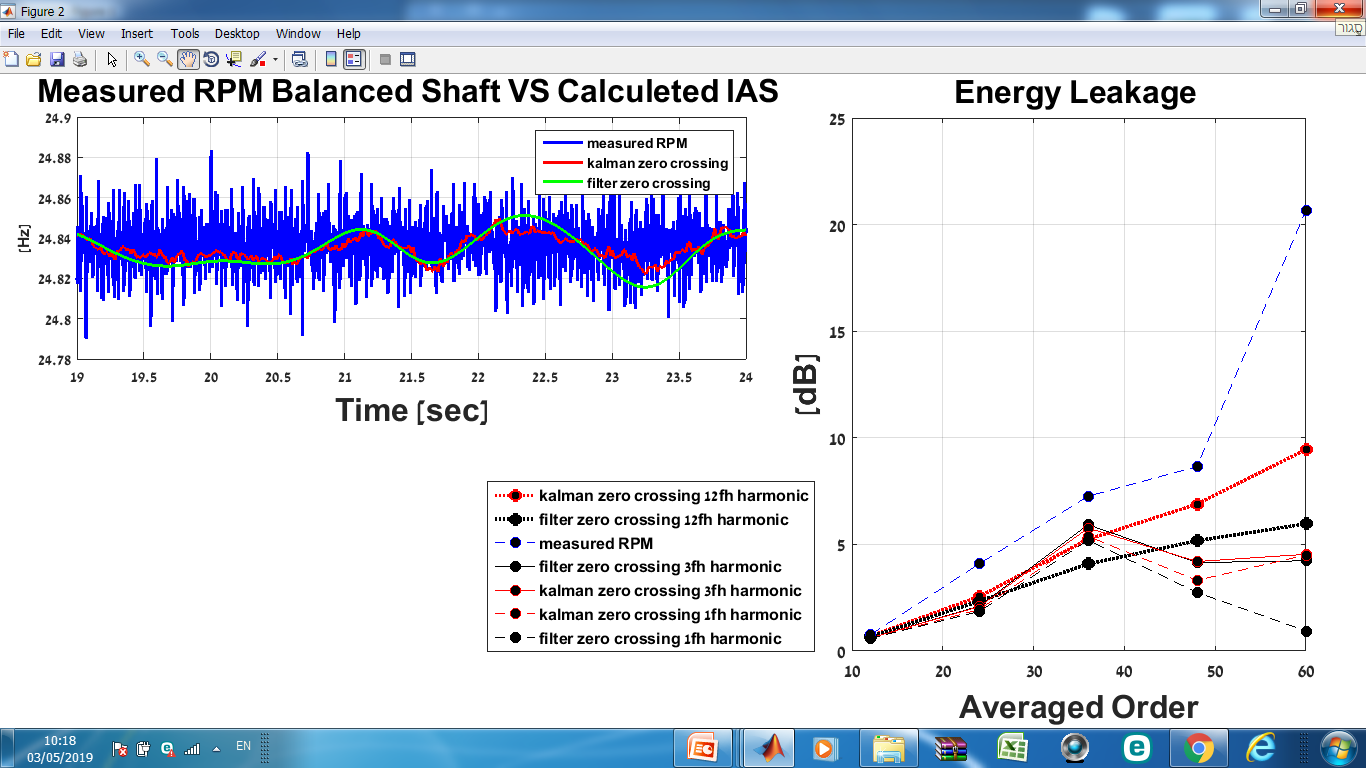 Figure 2
סגור
File Edit View Insert Tools Desktop Window Help
Measured RPM Balanced Shaft VS Calculeted IAS
24.9
24.88
24.86
24.84
24.82
24.8
24.78
[Hz]
measured RPM
kalman zero crossing
filter zero crossing
19 19.5 20 20.5 21 21.5 22 22.5 23 23.5 24
Time [sec]
kalman zero crossing 12fh harmonic
filter zero crossing 12fh harmonic
measured RPM
filter zero crossing 3fh harmonic
kalman zero crossing 3fh harmonic
kalman zero crossing 1fh harmonic
filter zero crossing 1fh harmonic
Energy Leakage
25
20
15
10
5
0
[dB]
10 20 30 40 50 60
Averaged Order
10:18
03/05/2019
EN